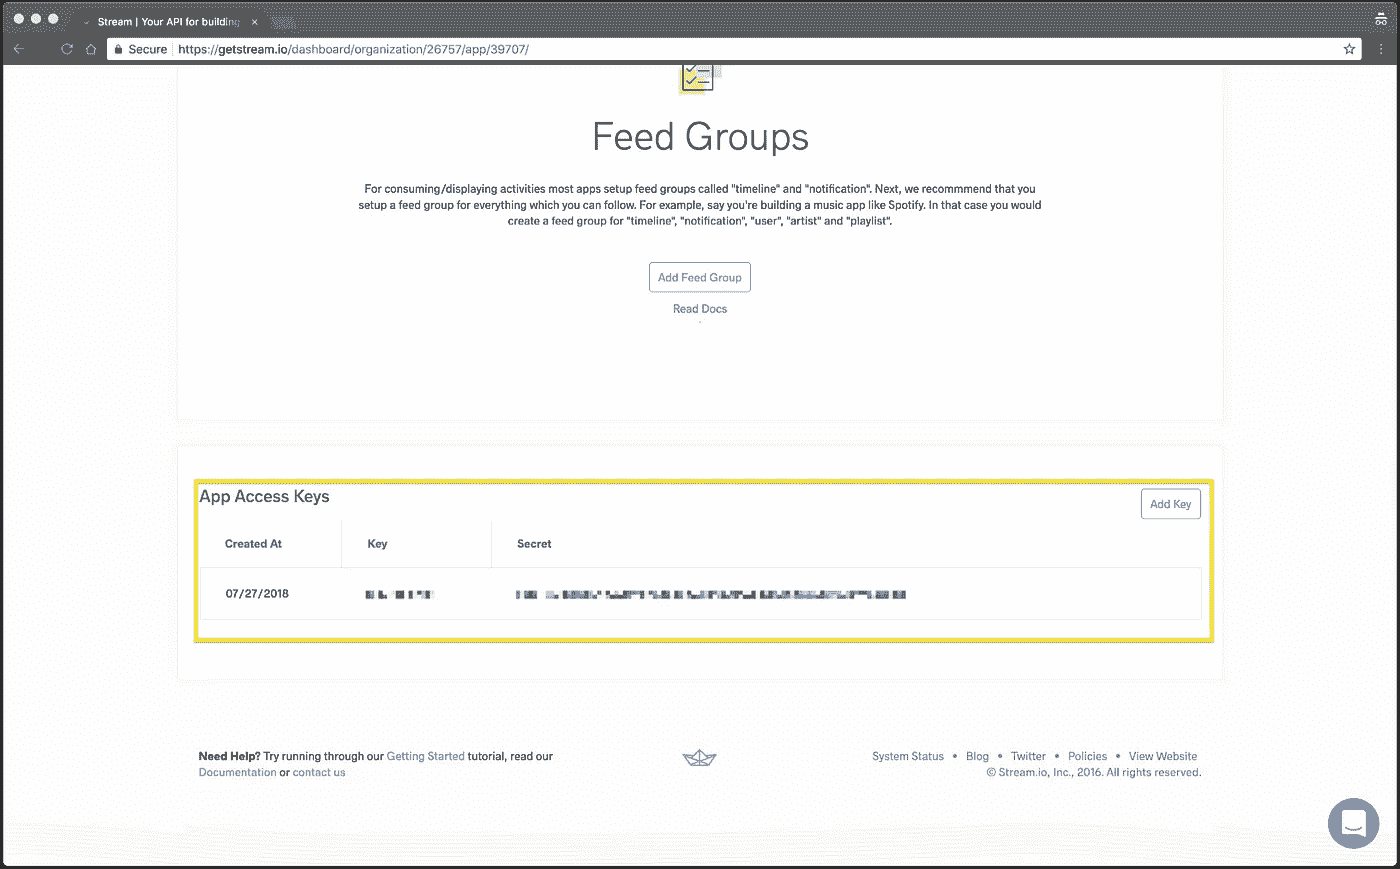 Stream | Your API for building
Secure
https://getstream.io/dashboard/organization/26757/app/39707/
Feed Groups
For consuming/displaying activities most apps setup feed groups called "timeline" and "notification". Next, we recommmend that you
setup a feed group for everything which you can follow. For example, say you're building a music app like Spotify. In that case you would
create a feed group for "timeline", "notification", "user", "artist" and "playlist".
Add Feed Group
Read Docs
App Access Keys
Add Key
Created At Key Secret
07/27/2018
Need Help? Try running through our Getting Started tutorial, read our
Documentation or contact us
System Status • Blog • Twitter • Policies • View Website
© Stream.io, Inc., 2016. All rights reserved.